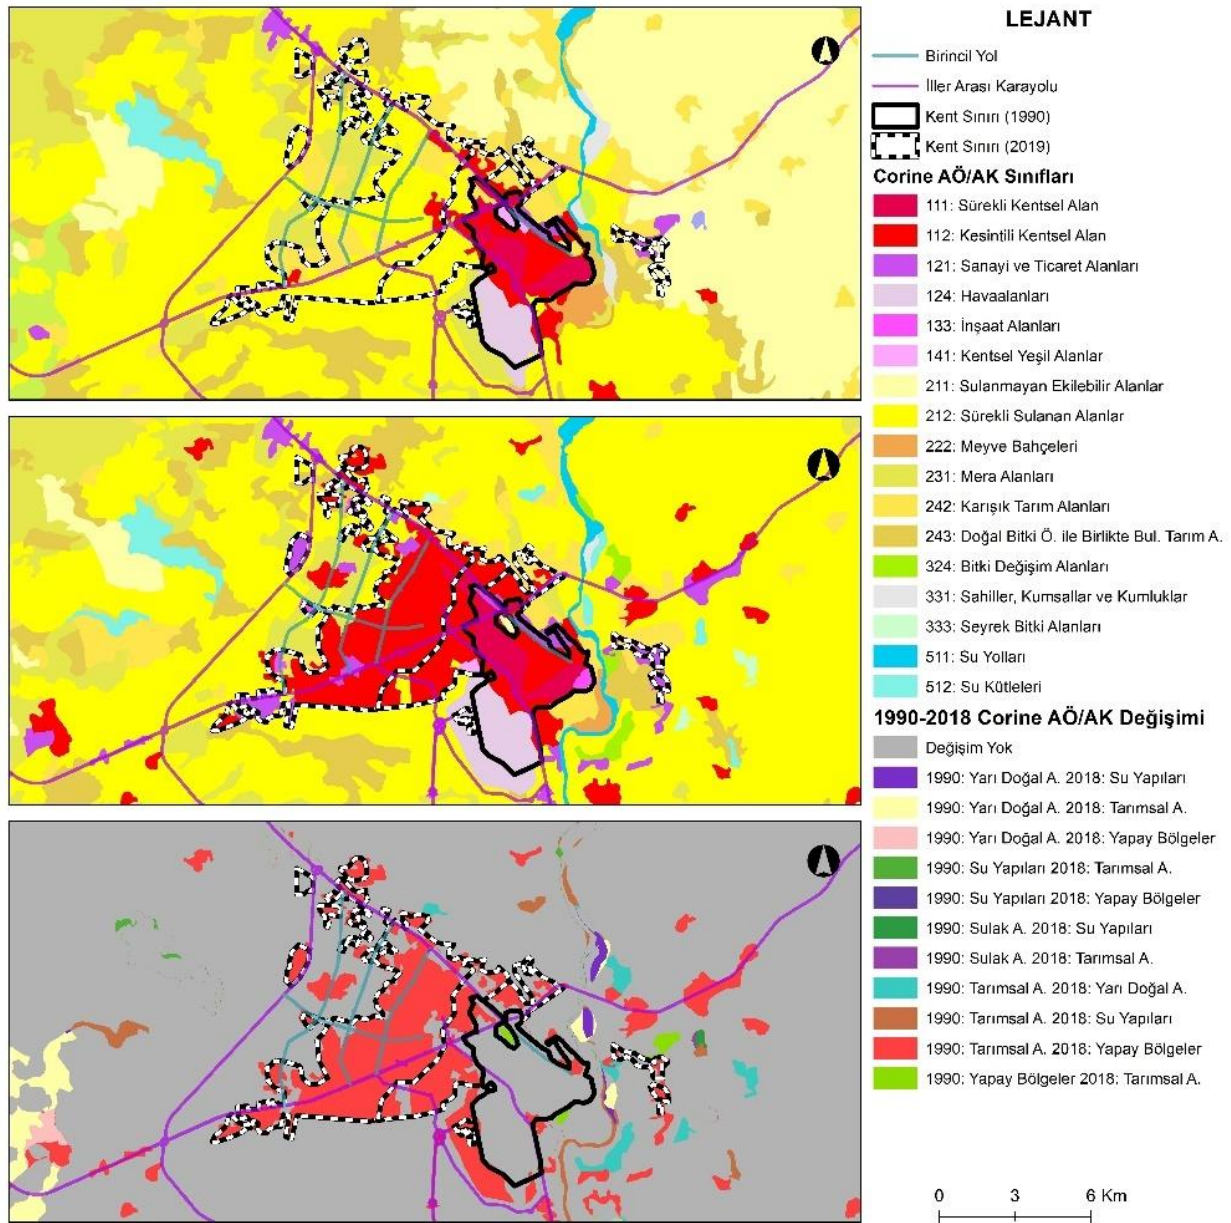 LEJANT
Birincil Yol
İller Arası Karayolu
Kent Sınırı (1990)
Kent Sınırı (2019)
Corine AÖ/AK Sınıfları
111: Sürekli Kentsel Alan
112: Kesintili Kentsel Alan
121: Sanayi ve Ticaret Alanları
124: Havaalanları
133: İnşaat Alanları
141: Kentsel Yeşil Alanlar
211: Sulanmayan Ekilebilir Alanlar
212: Sürekli Sulanan Alanlar
222: Meyve Bahçeleri
231: Mera Alanları
242: Karışık Tarım Alanları
243: Doğal Bitki Ö. ile Birlikte Bul. Tarım A.
324: Bitki Değişim Alanları
331: Sahiller, Kumsallar ve Kumluklar
333: Seyrek Bitki Alanları
511: Su Yolları
512: Su Kütleleri
1990-2018 Corine AÖ/AK Değişimi
Değişim Yok
1990: Yarı Doğal A. 2018: Su Yapıları
1990: Yarı Doğal A. 2018: Tarımsal A.
1990: Yarı Doğal A. 2018: Yapay Bölgeler
1990: Su Yapıları 2018: Tarımsal A.
1990: Su Yapıları 2018: Yapay Bölgeler
1990: Sulak A. 2018: Su Yapıları
1990: Sulak A. 2018: Tarımsal A.
1990: Tarımsal A. 2018: Yarı Doğal A.
1990: Tarımsal A. 2018: Su Yapıları
1990: Tarımsal A. 2018: Yapay Bölgeler
1990: Yapay Bölgeler 2018: Tarımsal A.
0 3 6 Km